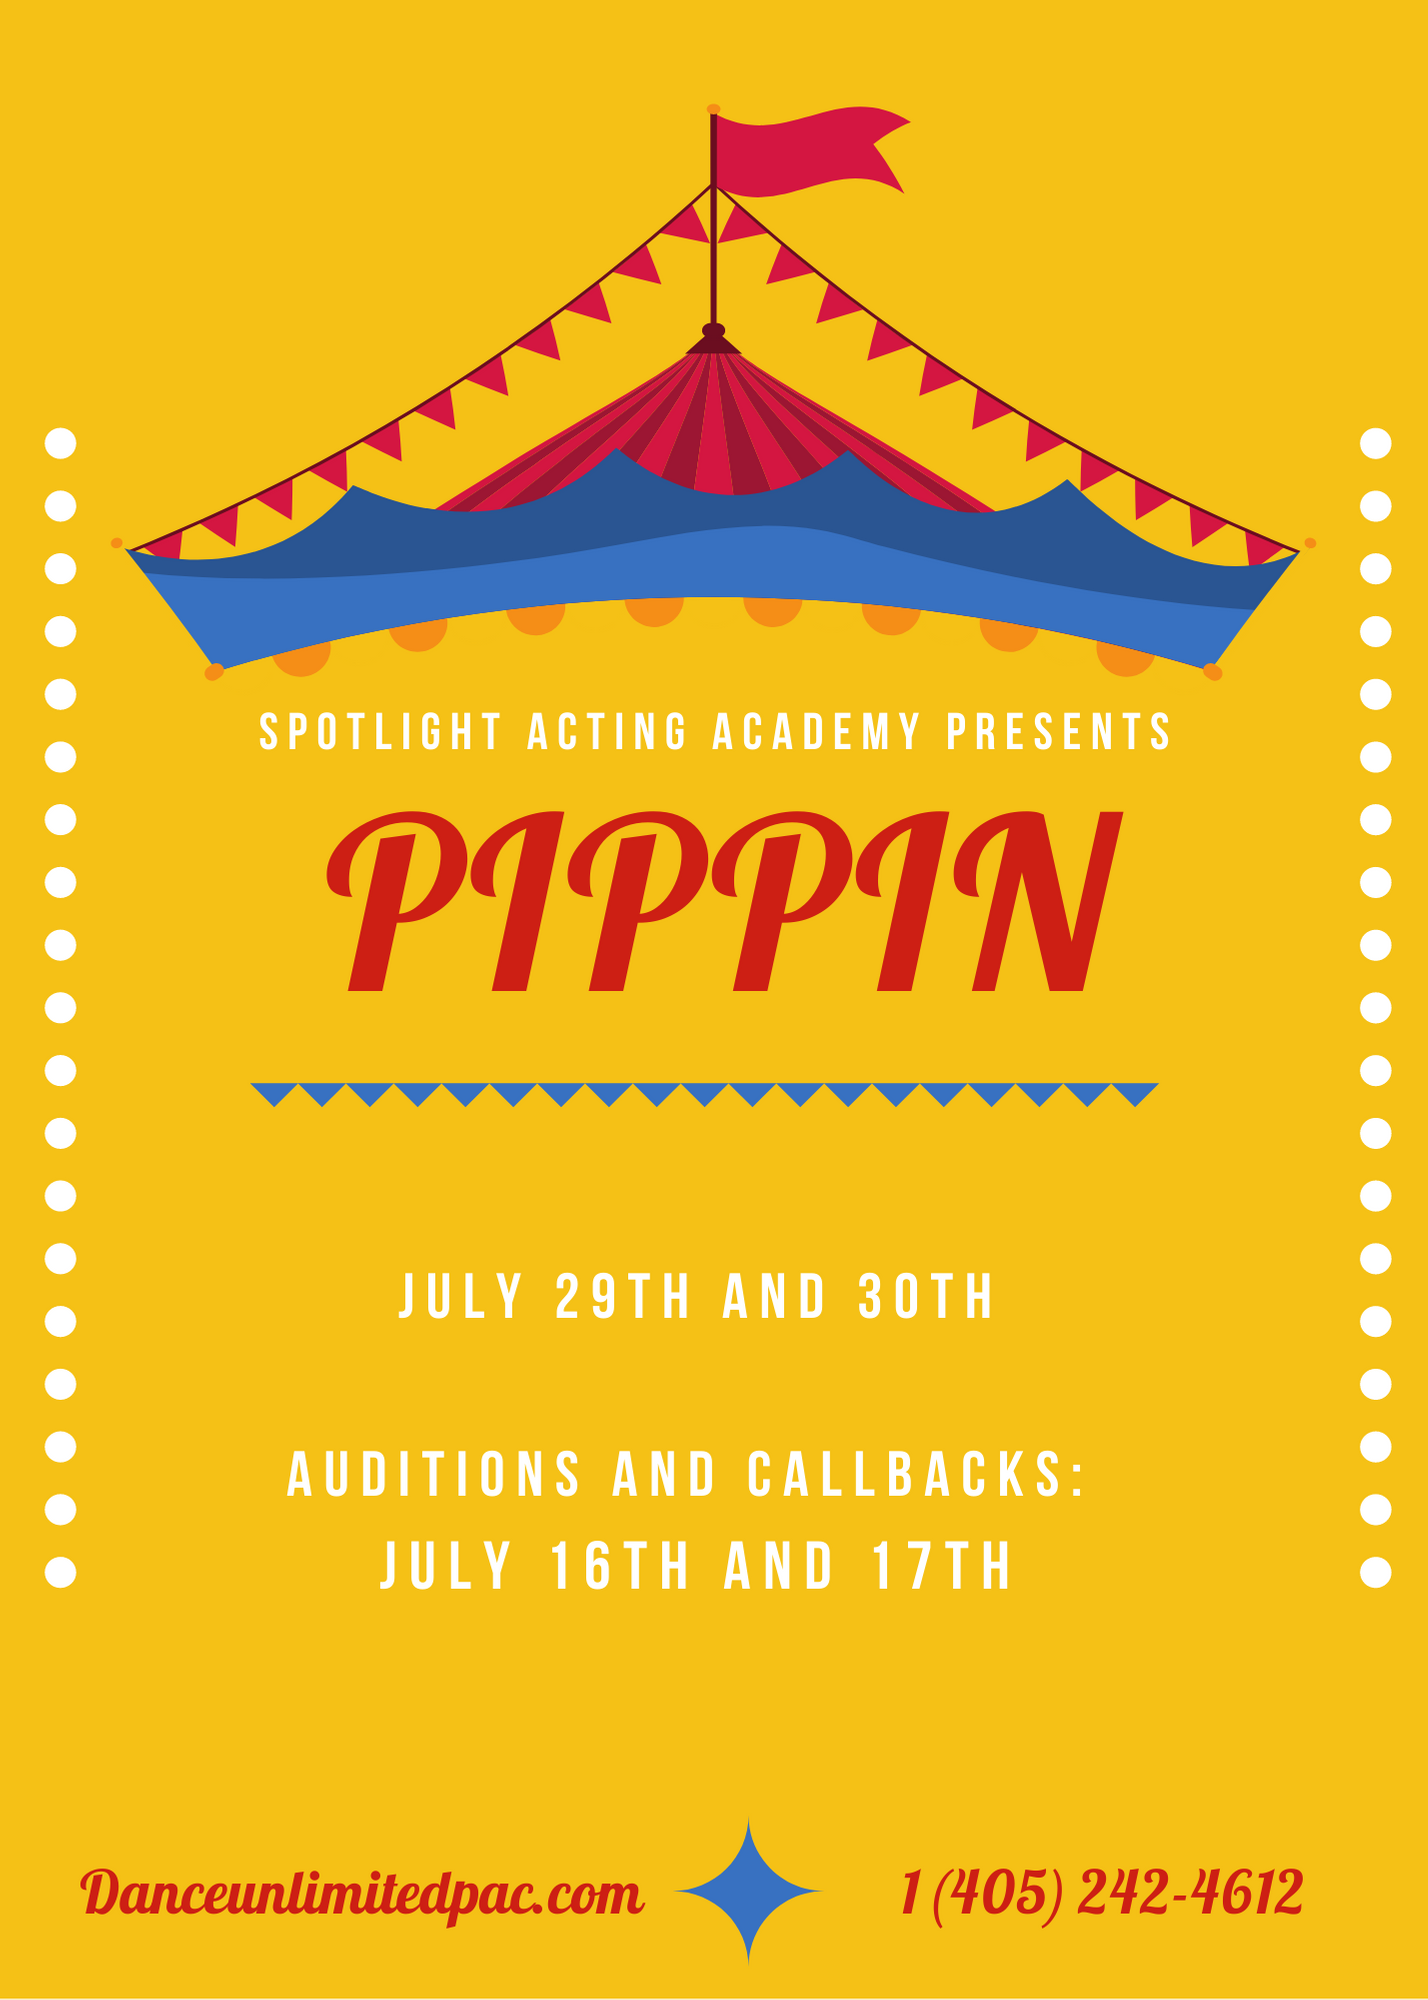 SPOTLIGHT ACTING ACADEMY PRESENTS
PIPPIN
JULY 29TH AND 30TH
AUDITIONS AND CALLBACKS:
JULY 16TH AND 17TH
Danceunlimitedpac.com
1 (405) 242-4612